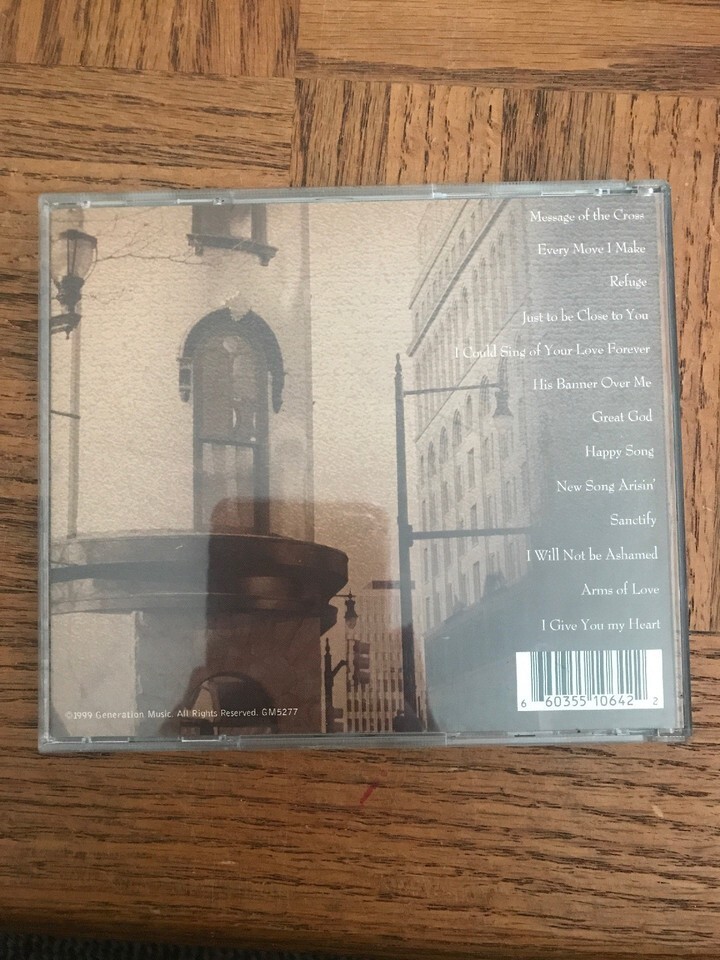 Message of the Cross
Every Move I Make
Refuge
Just to be Close to You
I Could Sing of Your Love Forever
His Banner Over Me
Great God
Happy Song
New Song Arisin'
Sanctify
I Will Not be Ashamed
Arms of Love
I Give You my Heart
6 60355 10642 2
©1999 Generation Music. All Rights Reserved. GM5277